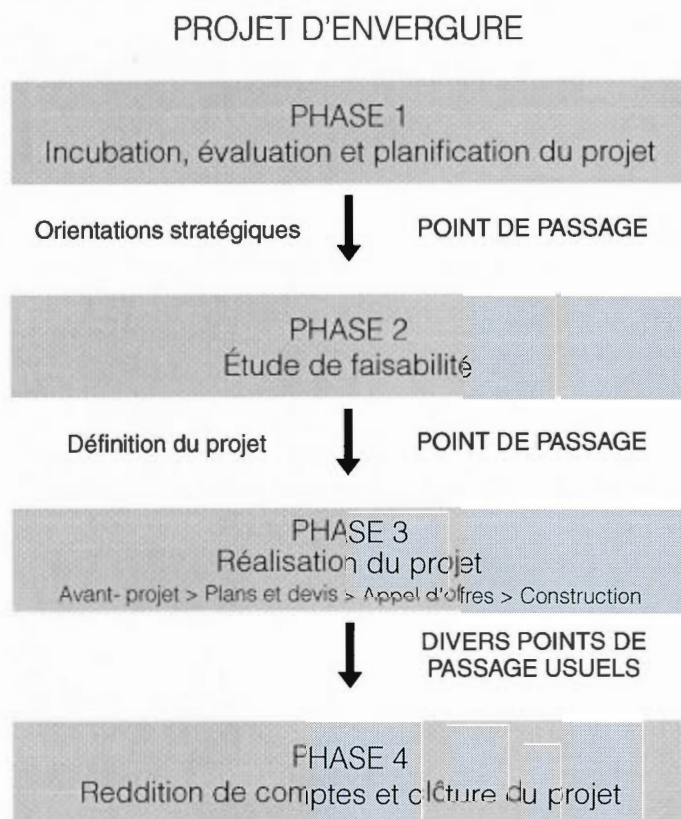 PROJET D'ENVERGURE
PHASE 1
Incubation, évaluation et planification du projet
Orientations stratégiques
POINT DE PASSAGE
PHASE 2
Étude de faisabilité
Définition du projet
POINT DE PASSAGE
PHASE 3
Réalisation du projet
Avant- projet > Plans et devis > Appel d'offres > Construction
DIVERS POINTS DE
PASSAGE USUELS
PHASE 4
Reddition de comptes et clôture du projet